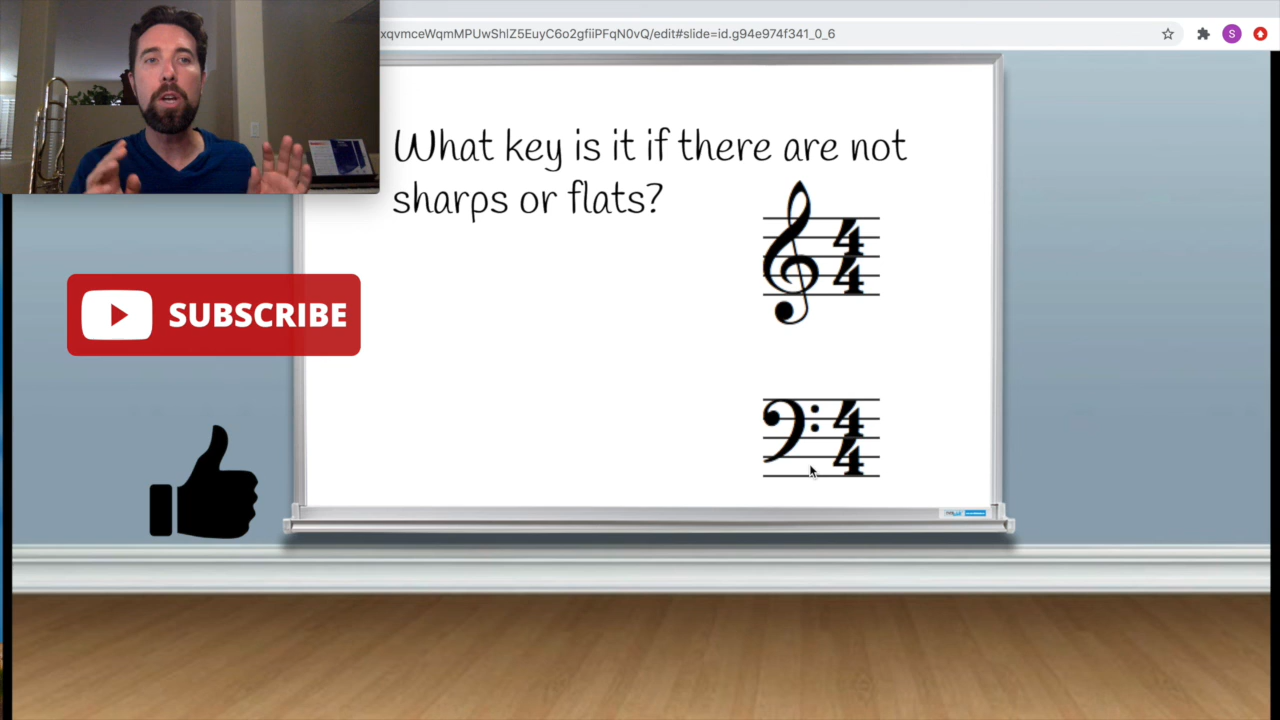 xqvmceWqmMPUwShlZ5EuyC6o2gfiiPFqN0vQ/edit#slide=id.g94e974f341_0_6
S
What key is it if there are not
sharps or flats?
4
4
SUBSCRIBE
4
4